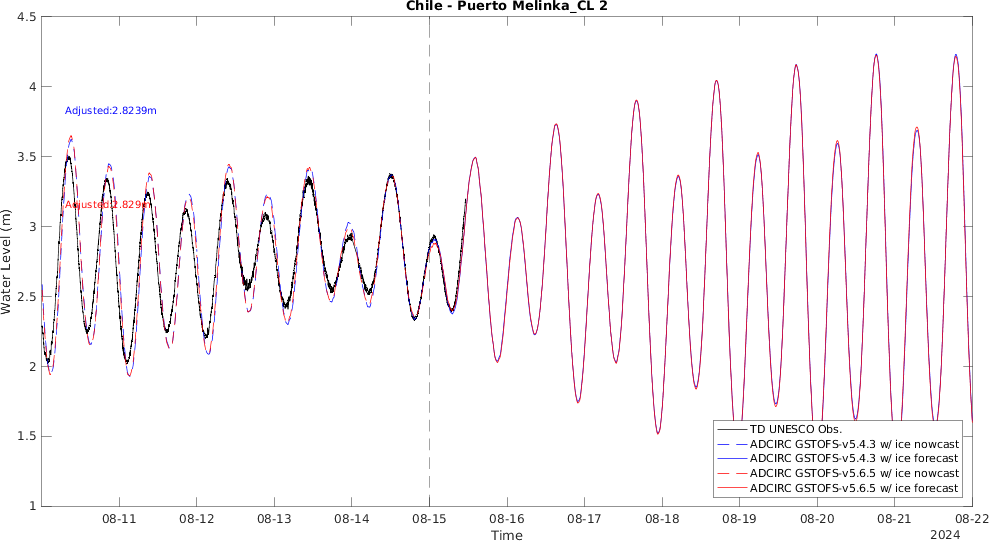 Chile - Puerto Melinka_CL 2
4.5
4
3.5
3
2.5
2
1.5
1
Water Level (m)
Adjusted:2.8239m
Adjusted:2.829m
TD UNESCO Obs.
ADCIRC GSTOFS-v5.4.3 w/ ice nowcast
ADCIRC GSTOFS-v5.4.3 w/ ice forecast
ADCIRC GSTOFS-v5.6.5 w/ ice nowcast
ADCIRC GSTOFS-v5.6.5 w/ ice forecast
08-11 08-12 08-13 08-14 08-15 08-16 08-17 08-18 08-19 08-20 08-21 08-22
Time
2024